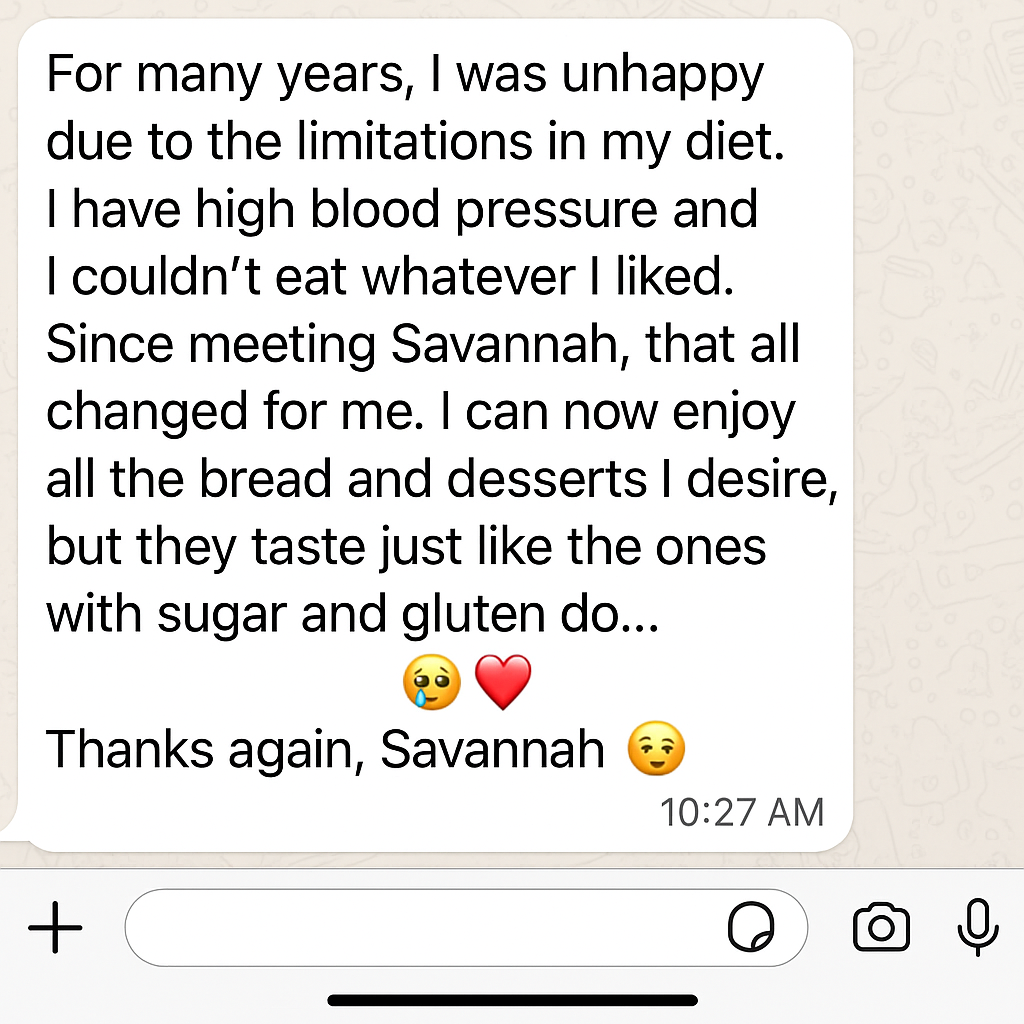 For many years, I was unhappy
due to the limitations in my diet.
I have high blood pressure and
I couldn't eat whatever I liked.
Since meeting Savannah, that all
changed for me. I can now enjoy
all the bread and desserts I desire,
but they taste just like the ones
with sugar and gluten do...
🥲❤️
Thanks again, Savannah 😏
10:27 AM